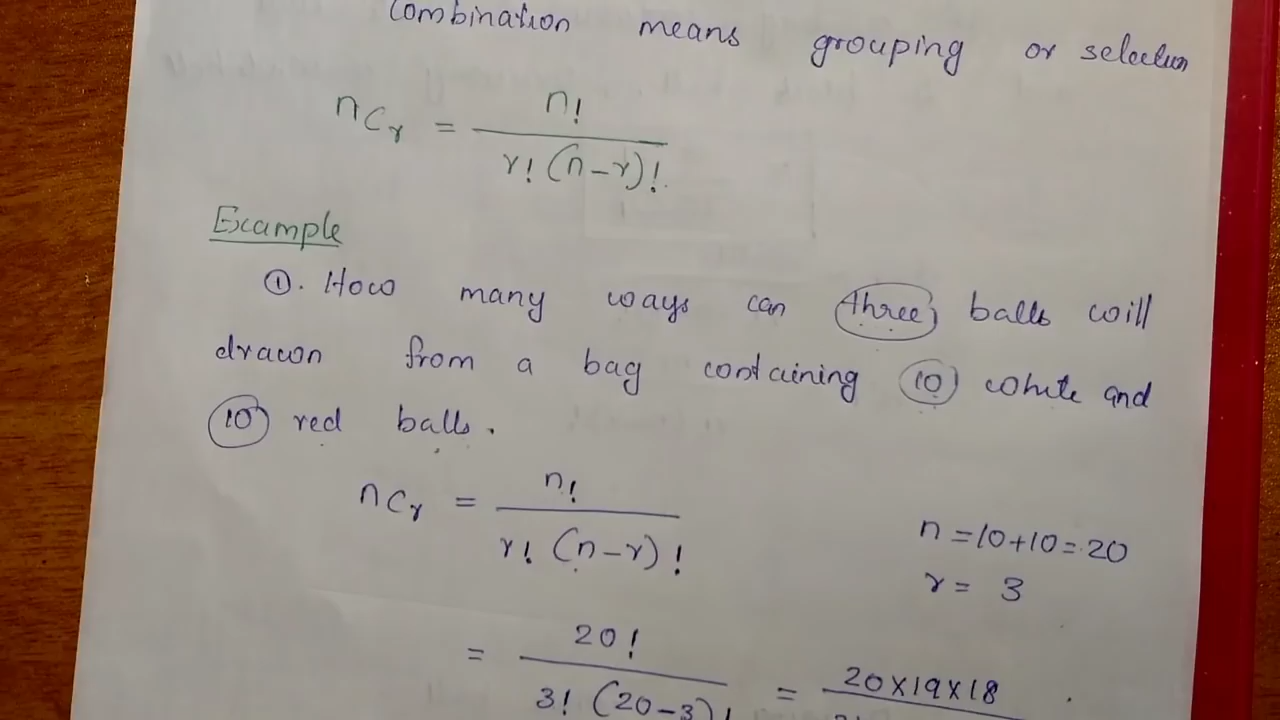 Combination means grouping or selection
nCr = n! / r! (n-r)!
Example
①. How many ways can three balls will
drawn from a bag containing 10 white and
10 red balls.
nCr = n! / r! (n-r)!
n = 10+10 = 20
r = 3
= 20! / 3! (20-3)! = 20×19×18